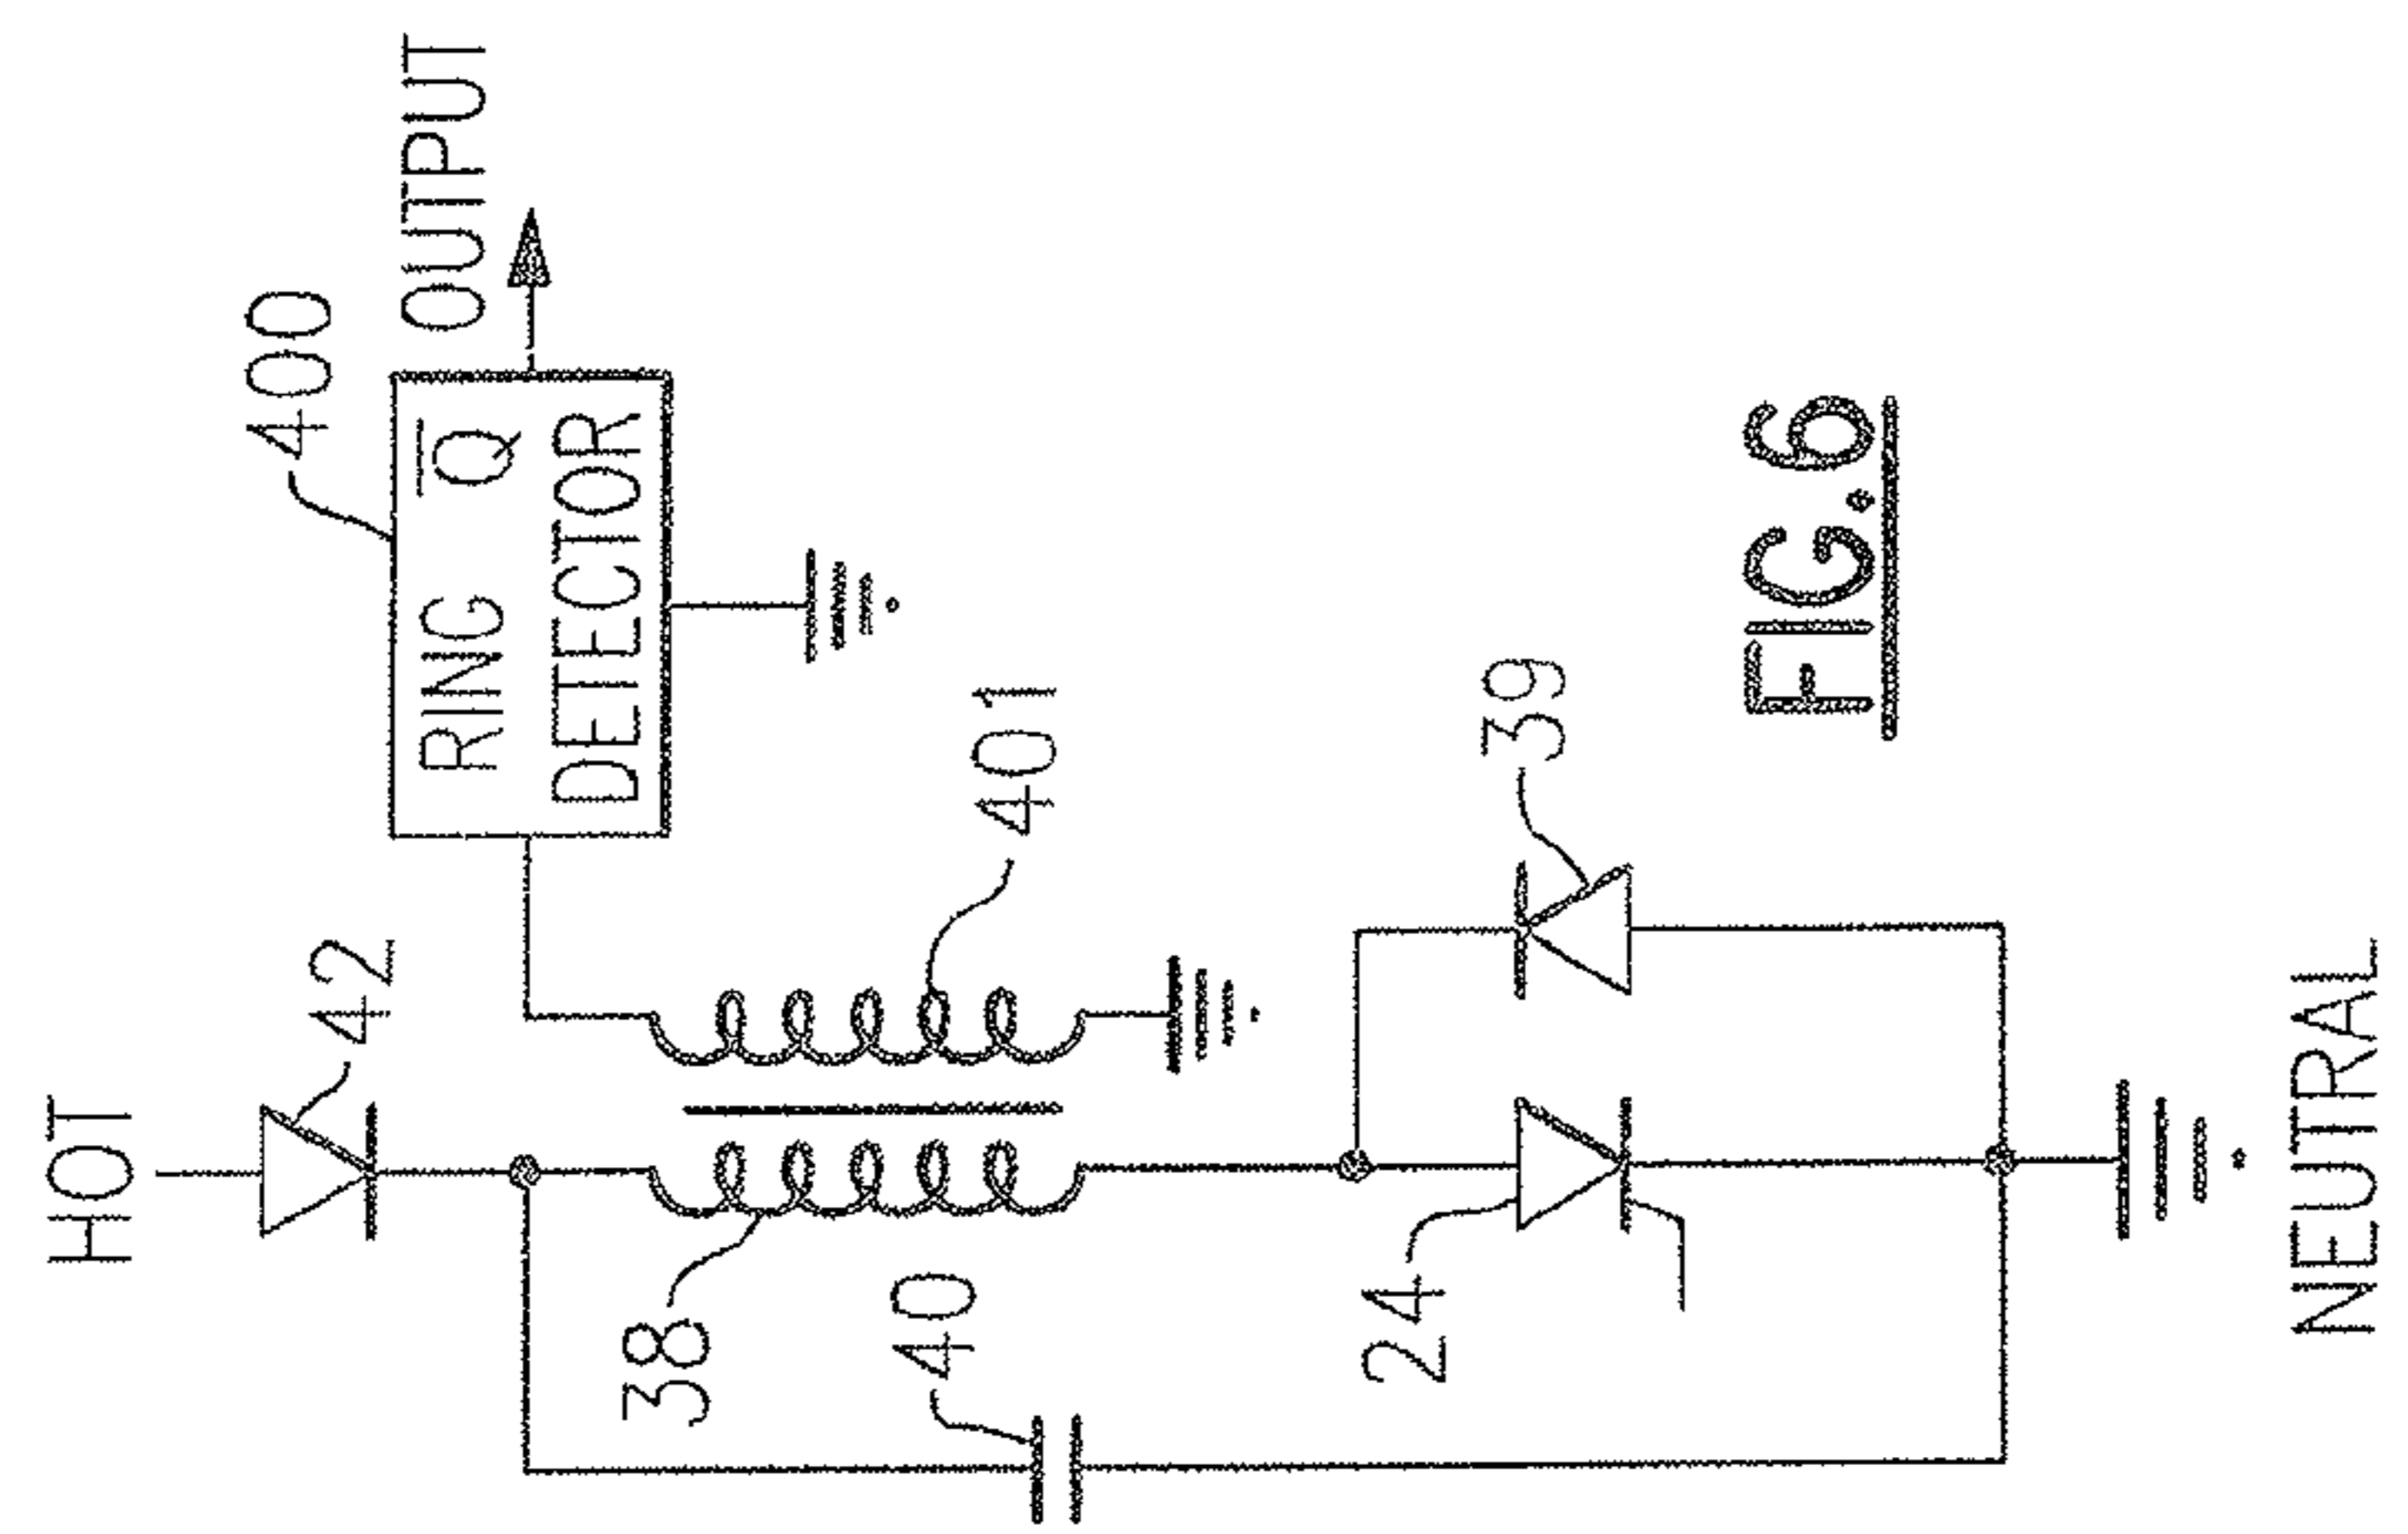 HOT
42
400
OUTPUT
RING Q̅
DETECTOR
38
401
40
24
39
NEUTRAL
FIG.6